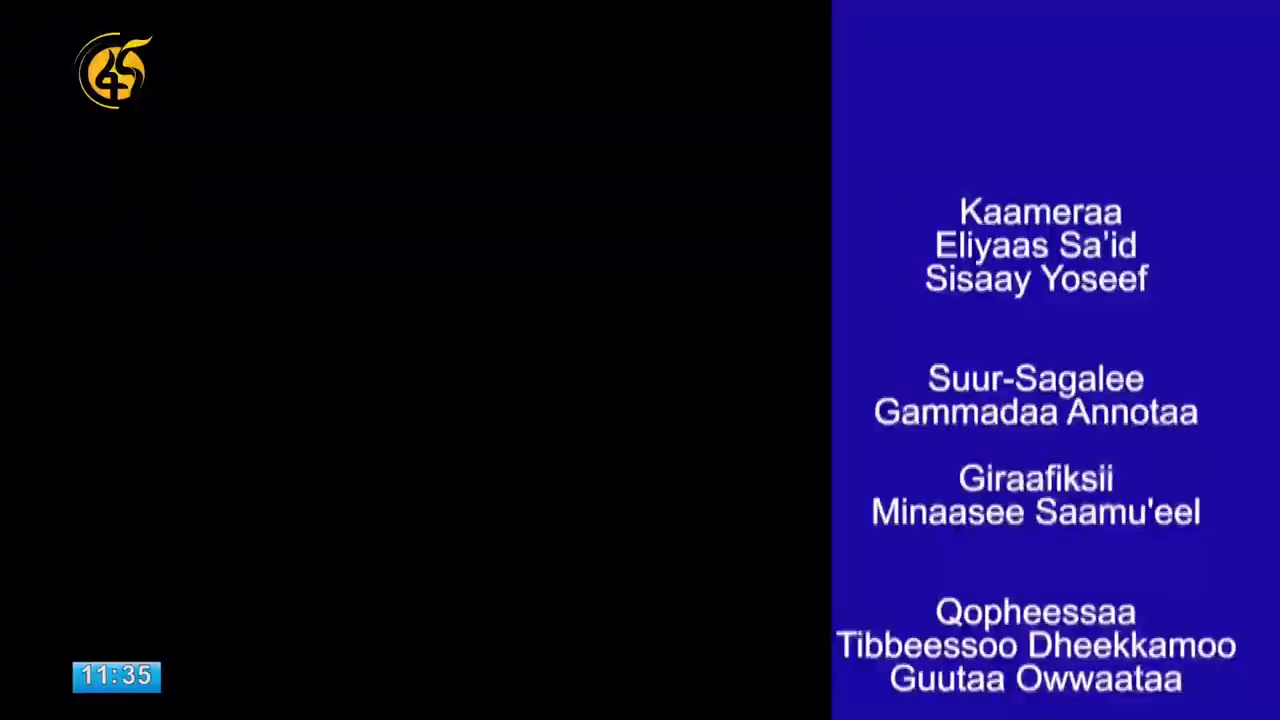 Kaameraa
Eliyaas Sa'id
Sisaay Yoseef
Suur-Sagalee
Gammadaa Annotaa
Giraafiksii
Minaasee Saamu'eel
Qopheessaa
Tibbeessoo Dheekkamoo
Guutaa Owwaataa
11:35